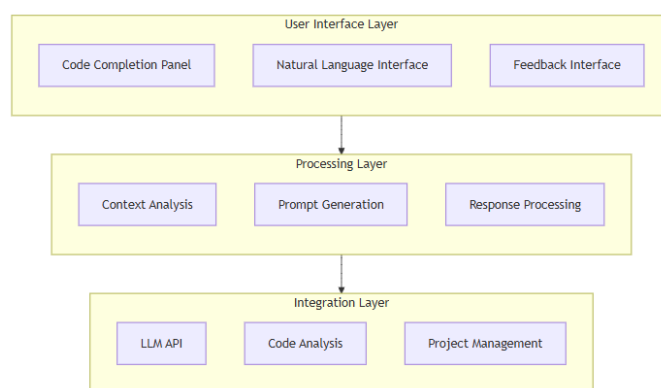 User Interface Layer
Code Completion Panel
Natural Language Interface
Feedback Interface
Processing Layer
Context Analysis
Prompt Generation
Response Processing
Integration Layer
LLM API
Code Analysis
Project Management